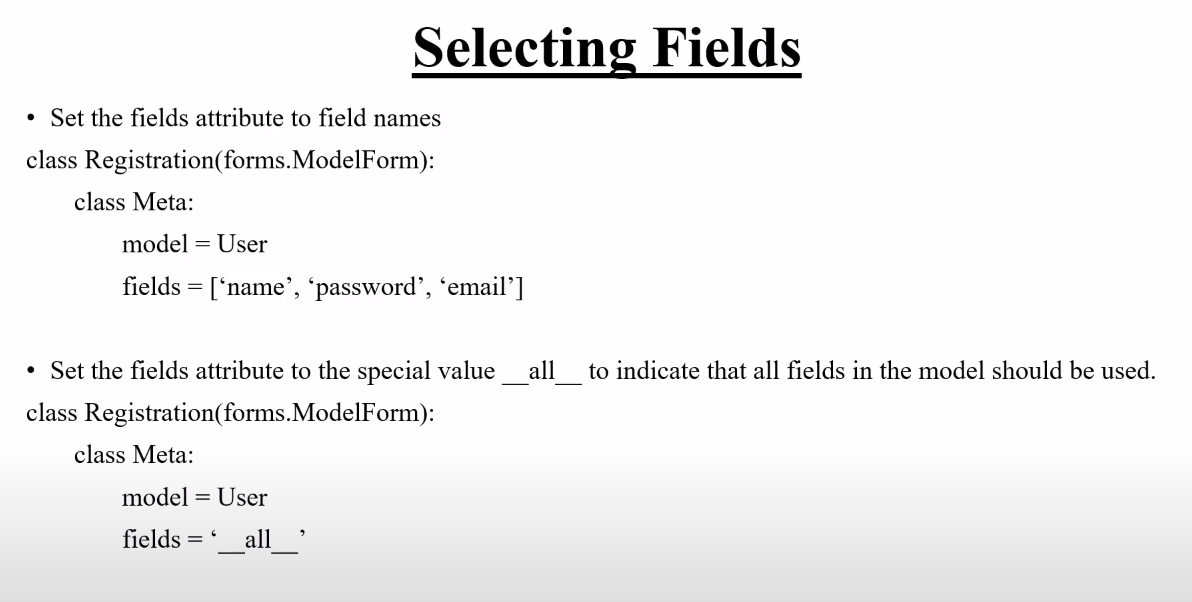 Selecting Fields
• Set the fields attribute to field names
class Registration(forms.ModelForm):
class Meta:
model = User
fields = [‘name’, ‘password’, ‘email’]
• Set the fields attribute to the special value __all__ to indicate that all fields in the model should be used.
class Registration(forms.ModelForm):
class Meta:
model = User
fields = ‘__all__’